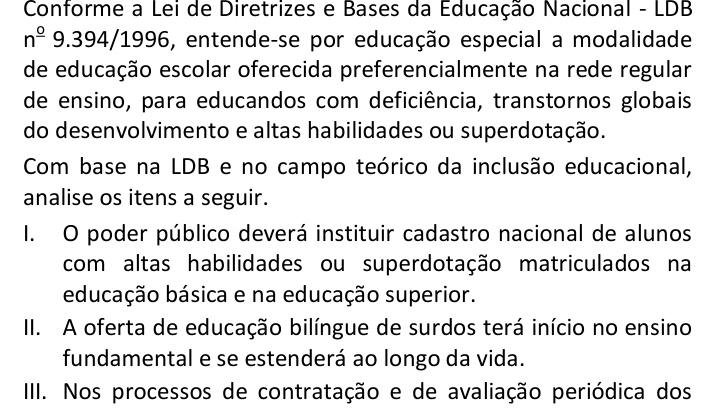 Conforme a Lei de Diretrizes e Bases da Educação Nacional - LDB
nº 9.394/1996, entende-se por educação especial a modalidade
de educação escolar oferecida preferencialmente na rede regular
de ensino, para educandos com deficiência, transtornos globais
do desenvolvimento e altas habilidades ou superdotação.
Com base na LDB e no campo teórico da inclusão educacional,
analise os itens a seguir.
I. O poder público deverá instituir cadastro nacional de alunos
com altas habilidades ou superdotação matriculados na
educação básica e na educação superior.
II. A oferta de educação bilíngue de surdos terá início no ensino
fundamental e se estenderá ao longo da vida.
III. Nos processos de contratação e de avaliação periódica dos